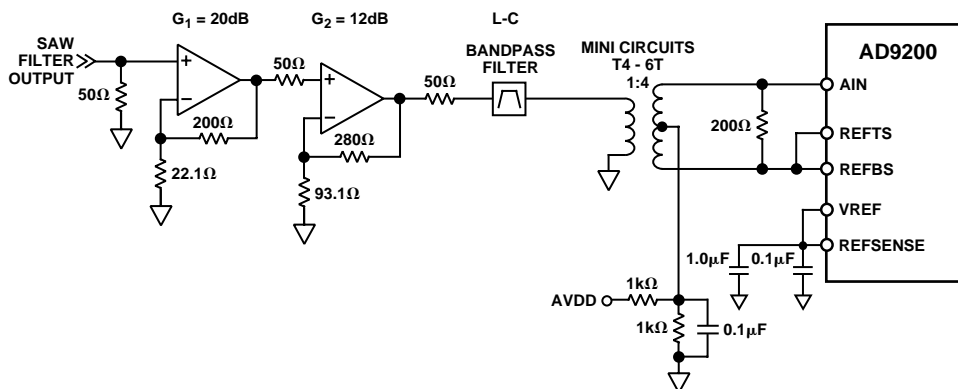 G1 = 20dB
G2 = 12dB
L-C
BANDPASS
FILTER
MINI CIRCUITS
T4 - 6T
1:4
AD9200
SAW
FILTER
OUTPUT
50Ω
50Ω
50Ω
200Ω
22.1Ω
280Ω
93.1Ω
200Ω
AIN
REFTS
REFBS
VREF
REFSENSE
1.0µF
0.1µF
AVDD
1kΩ
1kΩ
0.1µF
+
−
+
−